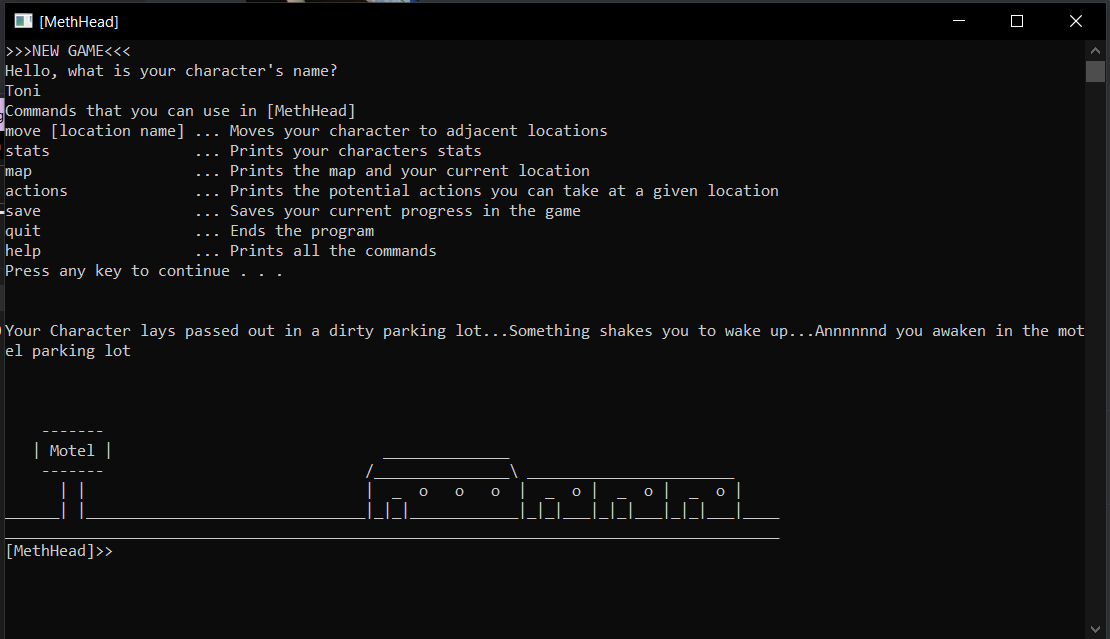 [MethHead]
>>>NEW GAME<<<
Hello, what is your character's name?
Toni
Commands that you can use in [MethHead]
move [location name] ... Moves your character to adjacent locations
stats                ... Prints your characters stats
map                  ... Prints the map and your current location
actions              ... Prints the potential actions you can take at a given location
save                 ... Saves your current progress in the game
quit                 ... Ends the program
help                 ... Prints all the commands
Press any key to continue . . .
Your Character lays passed out in a dirty parking lot...Something shakes you to wake up...Annnnnnd you awaken in the mot
el parking lot
| Motel |
[MethHead]>>